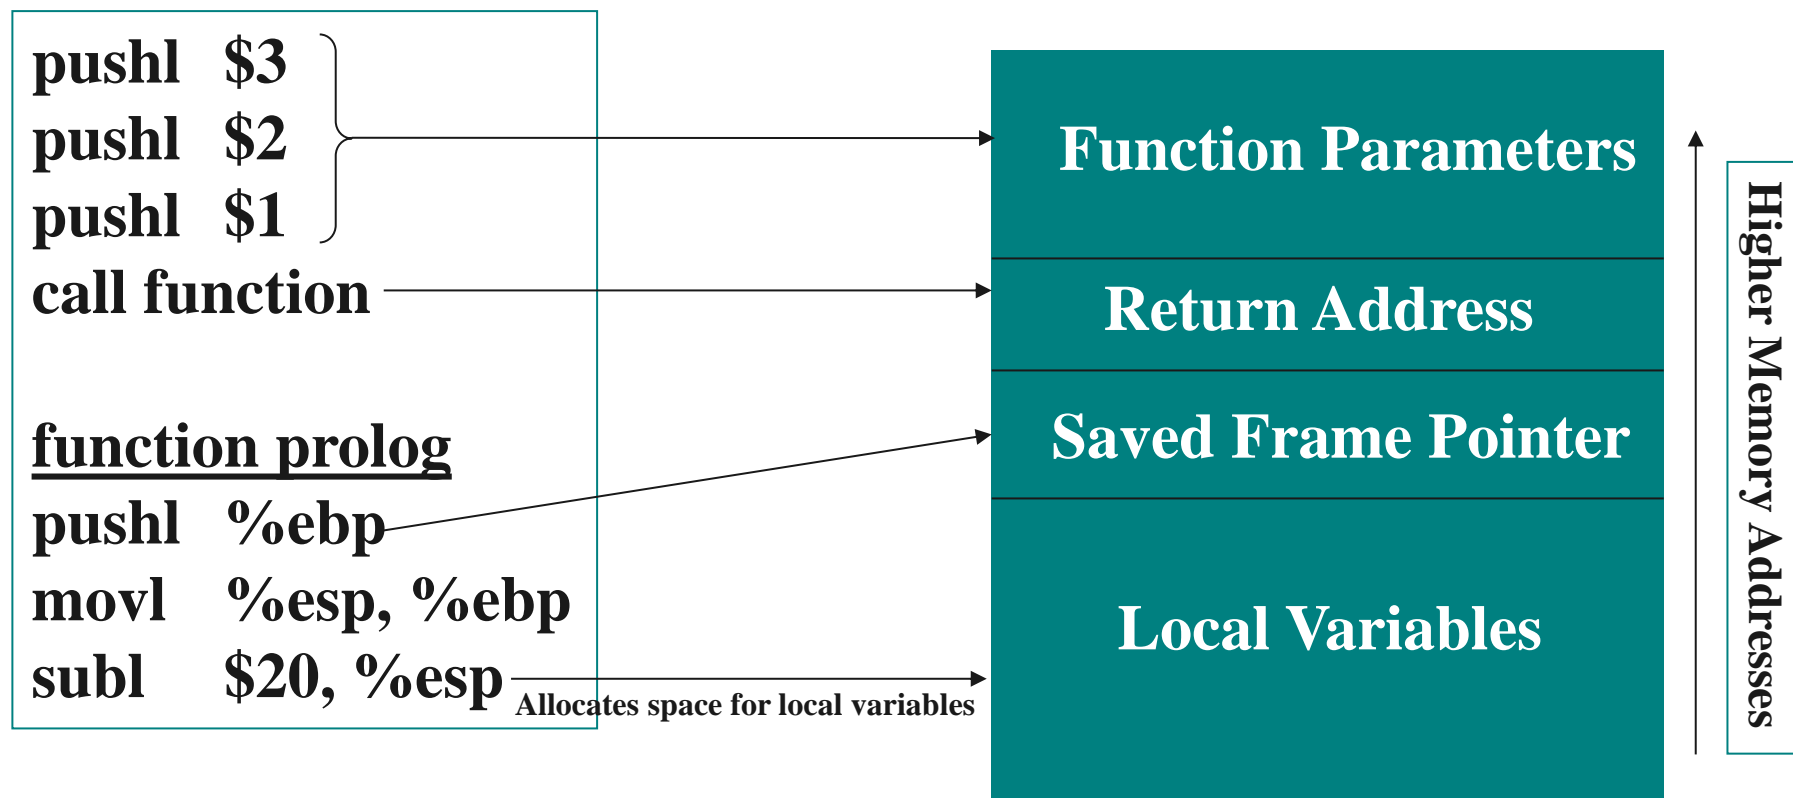 pushl $3
pushl $2
pushl $1
call function
function prolog
pushl %ebp
movl %esp, %ebp
subl $20, %esp
Allocates space for local variables
Function Parameters
Return Address
Saved Frame Pointer
Local Variables
Higher Memory Addresses